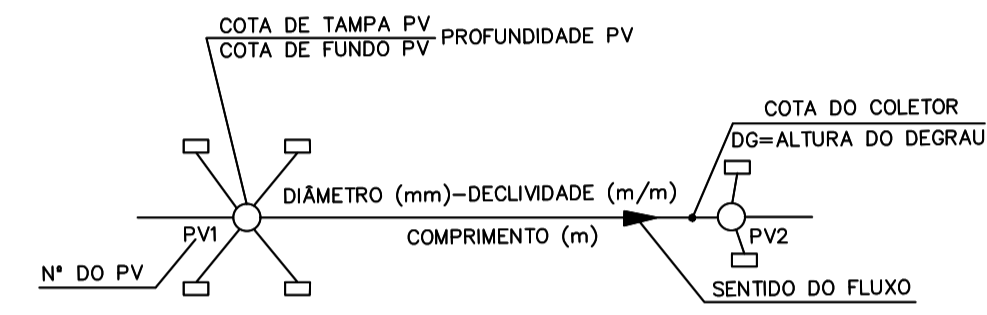 COTA DE TAMPA PV
COTA DE FUNDO PV
PROFUNDIDADE PV
COTA DO COLETOR
DG=ALTURA DO DEGRAU
DIÂMETRO (mm)-DECLIVIDADE (m/m)
COMPRIMENTO (m)
PV1
PV2
Nº DO PV
SENTIDO DO FLUXO